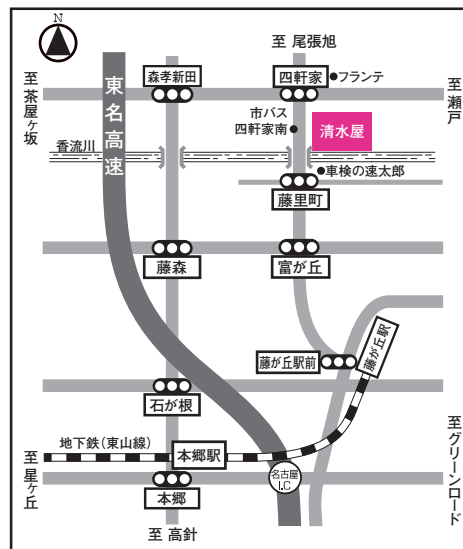 N
至 尾張旭
森孝新田
四軒家
フランテ
至 茶屋ヶ坂
至 瀬戸
東名高速
市バス
四軒家南
清水屋
香流川
車検の速太郎
藤里町
藤森
富が丘
藤が丘駅前
藤が丘駅
石が根
地下鉄(東山線)
本郷駅
至 星ヶ丘
至 グリーンロード
名古屋
I.C
本郷
至 高針